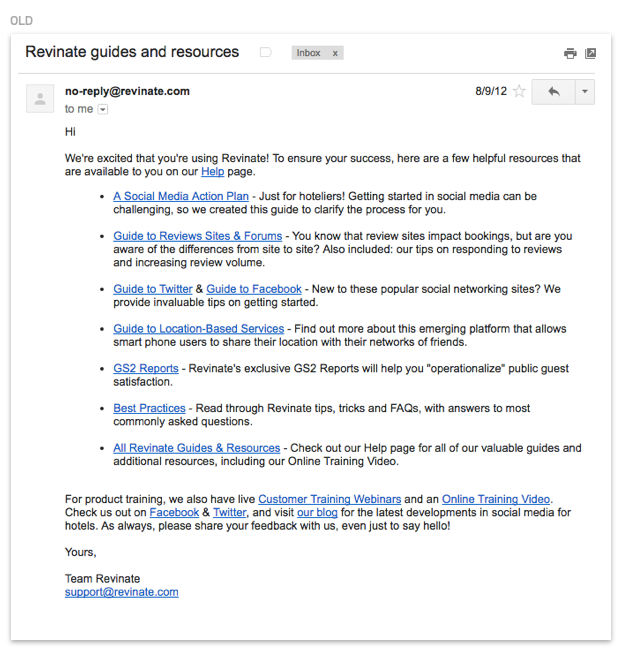 OLD
Revinate guides and resources
Inbox x
no-reply@revinate.com
8/9/12
to me
Hi
We're excited that you're using Revinate! To ensure your success, here are a few helpful resources that
are available to you on our Help page.
• A Social Media Action Plan - Just for hoteliers! Getting started in social media can be
challenging, so we created this guide to clarify the process for you.
• Guide to Reviews Sites & Forums - You know that review sites impact bookings, but are you
aware of the differences from site to site? Also included: our tips on responding to reviews
and increasing review volume.
• Guide to Twitter & Guide to Facebook - New to these popular social networking sites? We
provide invaluable tips on getting started.
• Guide to Location-Based Services - Find out more about this emerging platform that allows
smart phone users to share their location with their networks of friends.
• GS2 Reports - Revinate's exclusive GS2 Reports will help you "operationalize" public guest
satisfaction.
• Best Practices - Read through Revinate tips, tricks and FAQs, with answers to most
commonly asked questions.
• All Revinate Guides & Resources - Check out our Help page for all of our valuable guides and
additional resources, including our Online Training Video.
For product training, we also have live Customer Training Webinars and an Online Training Video.
Check us out on Facebook & Twitter, and visit our blog for the latest developments in social media for
hotels. As always, please share your feedback with us, even just to say hello!
Yours,
Team Revinate
support@revinate.com